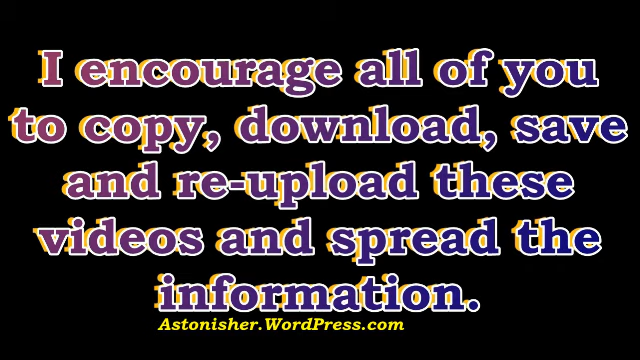 I encourage all of you
to copy, download, save
and re-upload these
videos and spread the
information.
Astonisher.WordPress.com